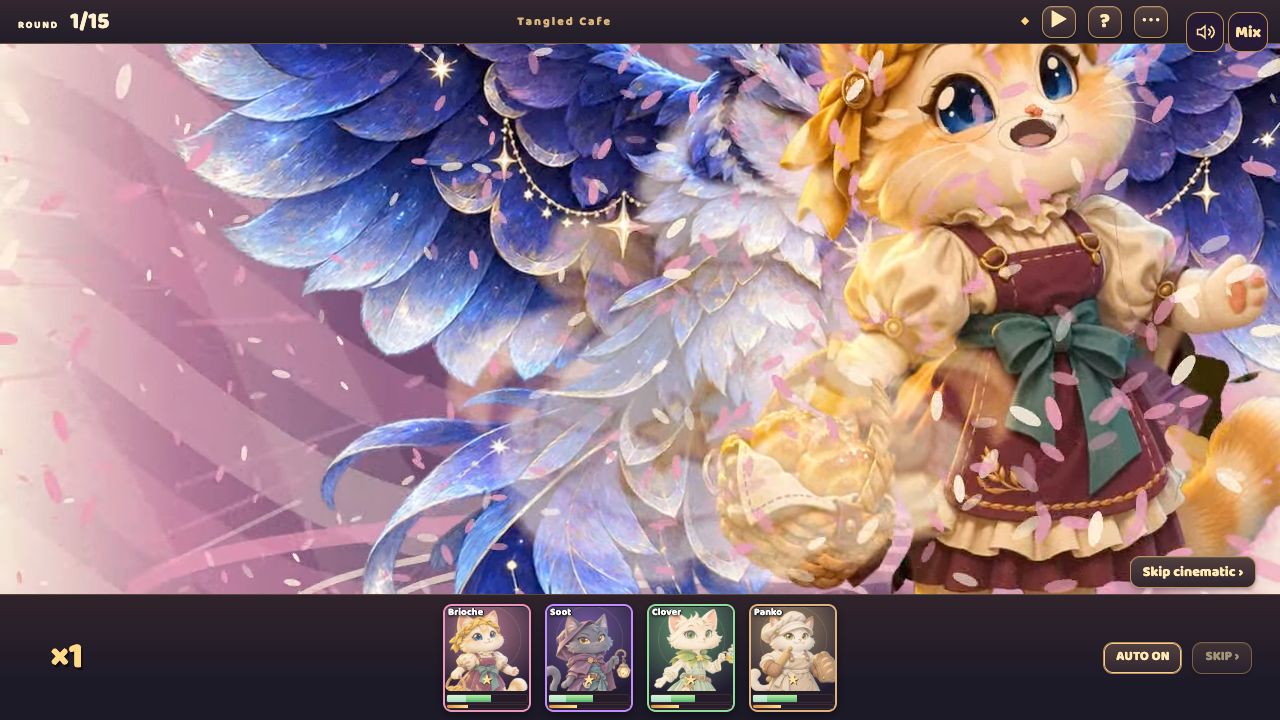 ROUND 1/15
Tangled Cafe
?
...
Mix
Skip cinematic ›
×1
Brioche
Soot
Clover
Panko
AUTO ON
SKIP ›